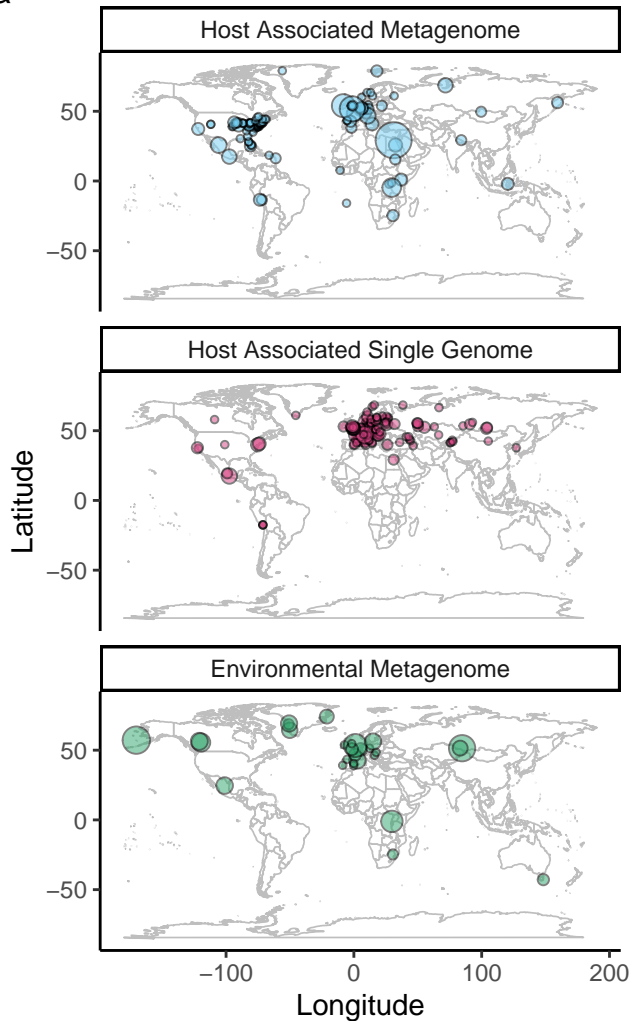 Host Associated Metagenome
50
0
−50
Host Associated Single Genome
50
0
−50
Latitude
Environmental Metagenome
50
0
−50
−100 0 100 200
Longitude